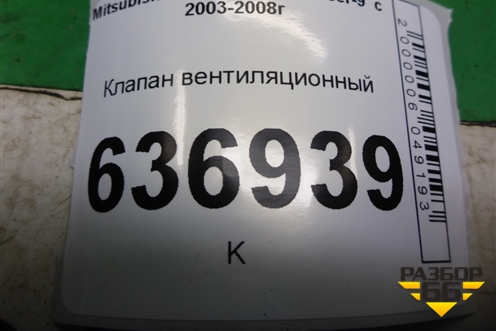 2003-2008г
Клапан вентиляционный
636939
К
2000006049193
РАЗБОР
66